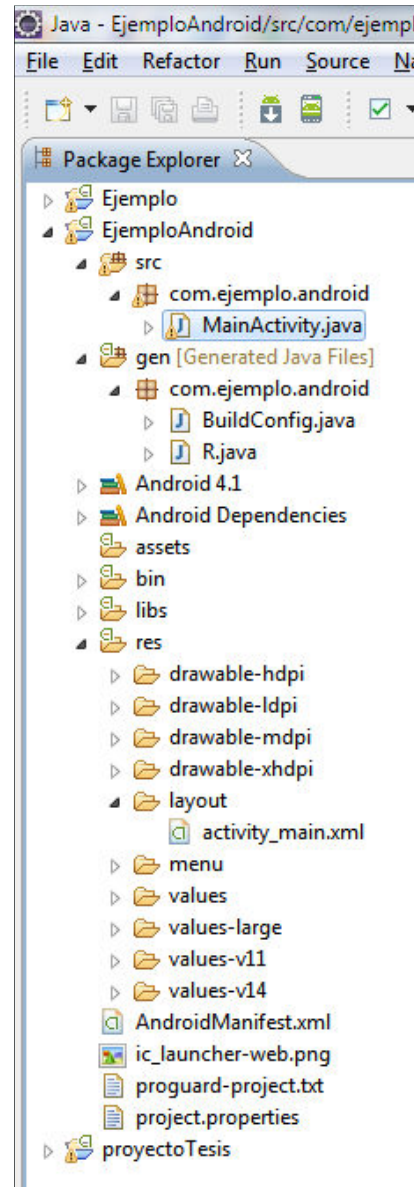 Java - EjemploAndroid/src/com/ejempl
File Edit Refactor Run Source Na
Package Explorer
Ejemplo
EjemploAndroid
src
com.ejemplo.android
MainActivity.java
gen [Generated Java Files]
com.ejemplo.android
BuildConfig.java
R.java
Android 4.1
Android Dependencies
assets
bin
libs
res
drawable-hdpi
drawable-ldpi
drawable-mdpi
drawable-xhdpi
layout
activity_main.xml
menu
values
values-large
values-v11
values-v14
AndroidManifest.xml
ic_launcher-web.png
proguard-project.txt
project.properties
proyectoTesis